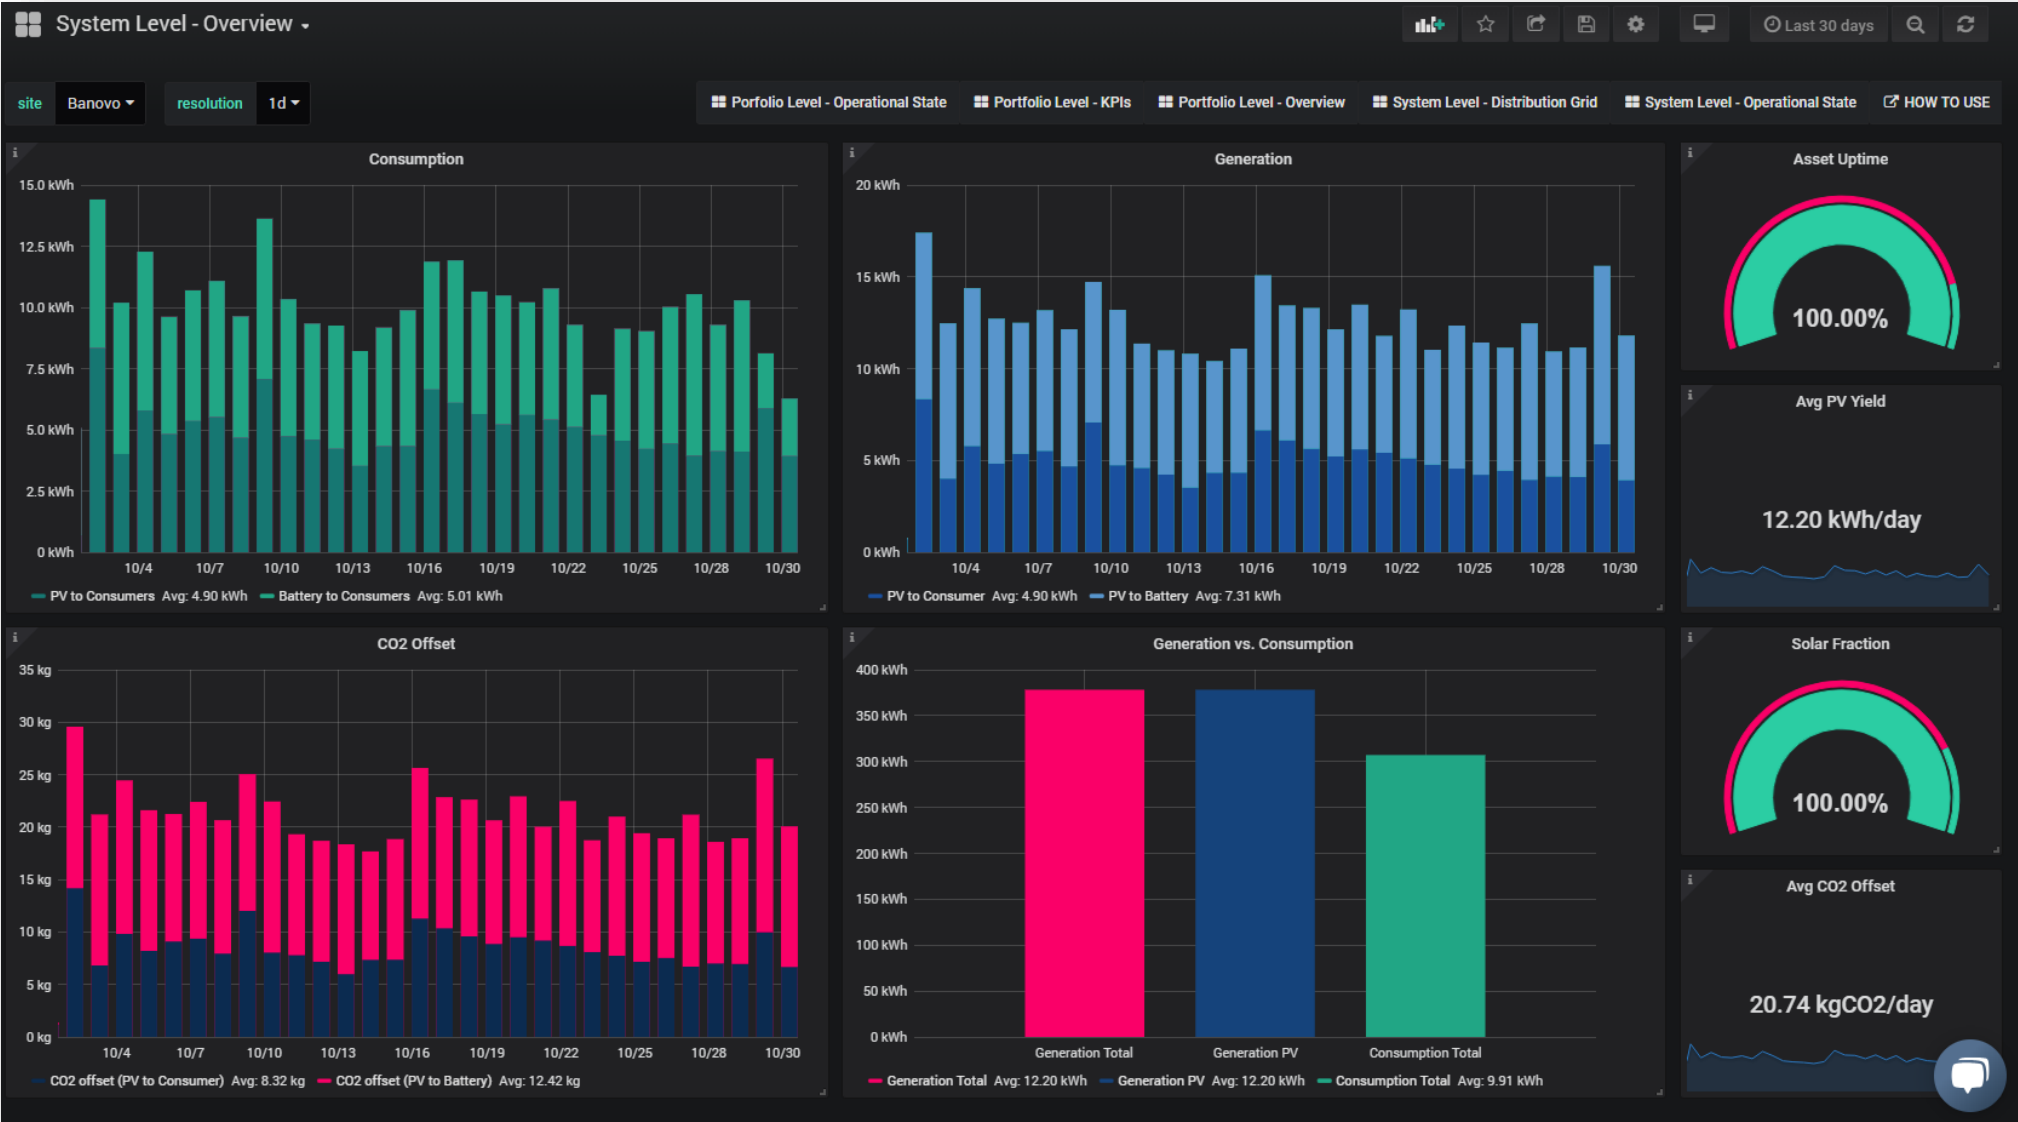 System Level - Overview
Last 30 days
site Banovo resolution 1d
Porfolio Level - Operational State Portfolio Level - KPIs Portfolio Level - Overview System Level - Distribution Grid System Level - Operational State HOW TO USE
Consumption
15.0 kWh
12.5 kWh
10.0 kWh
7.5 kWh
5.0 kWh
2.5 kWh
0 kWh
10/4 10/7 10/10 10/13 10/16 10/19 10/22 10/25 10/28 10/30
PV to Consumers Avg: 4.90 kWh Battery to Consumers Avg: 5.01 kWh
Generation
20 kWh
15 kWh
10 kWh
5 kWh
0 kWh
10/4 10/7 10/10 10/13 10/16 10/19 10/22 10/25 10/28 10/30
PV to Consumer Avg: 4.90 kWh PV to Battery Avg: 7.31 kWh
Asset Uptime
100.00%
Avg PV Yield
12.20 kWh/day
CO2 Offset
35 kg
30 kg
25 kg
20 kg
15 kg
10 kg
5 kg
0 kg
10/4 10/7 10/10 10/13 10/16 10/19 10/22 10/25 10/28 10/30
CO2 offset (PV to Consumer) Avg: 8.32 kg CO2 offset (PV to Battery) Avg: 12.42 kg
Generation vs. Consumption
400 kWh
350 kWh
300 kWh
250 kWh
200 kWh
150 kWh
100 kWh
50 kWh
0 kWh
Generation Total Generation PV Consumption Total
Generation Total Avg: 12.20 kWh Generation PV Avg: 12.20 kWh Consumption Total Avg: 9.91 kWh
Solar Fraction
100.00%
Avg CO2 Offset
20.74 kgCO2/day